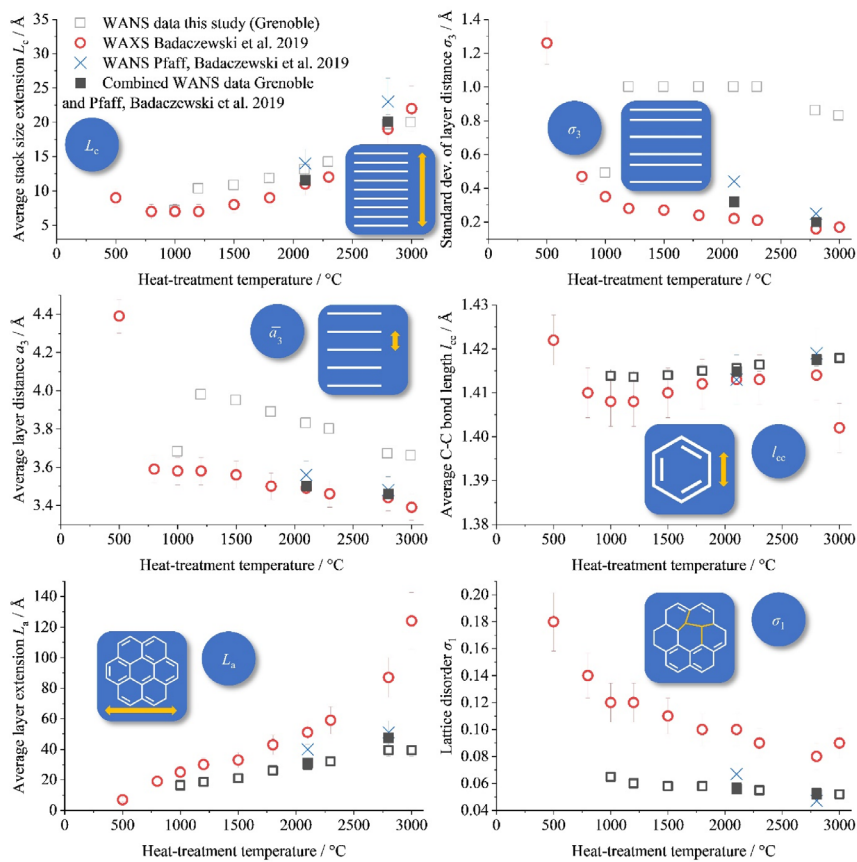 WANS data this study (Grenoble)
WAXS Badaczewski et al. 2019
WANS Pfaff, Badaczewski et al. 2019
Combined WANS data Grenoble
and Pfaff, Badaczewski et al. 2019
Average stack size extension Lc / Å
35
30
25
20
15
10
5
Lc
0 500 1000 1500 2000 2500 3000
Heat-treatment temperature / °C
Standard dev. of layer distance σ3
1.4
1.2
1.0
0.8
0.6
0.4
0.2
σ3
0 500 1000 1500 2000 2500 3000
Heat-treatment temperature / °C
Average layer distance a3 / Å
4.4
4.2
4.0
3.8
3.6
3.4
a̅3
0 500 1000 1500 2000 2500 3000
Heat-treatment temperature / °C
Average C-C bond length lcc / Å
1.43
1.42
1.41
1.40
1.39
1.38
lcc
0 500 1000 1500 2000 2500 3000
Heat-treatment temperature / °C
Average layer extension La / Å
140
120
100
80
60
40
20
0
La
0 500 1000 1500 2000 2500 3000
Heat-treatment temperature / °C
Lattice disorder σ1
0.20
0.18
0.16
0.14
0.12
0.10
0.08
0.06
0.04
σ1
0 500 1000 1500 2000 2500 3000
Heat-treatment temperature / °C